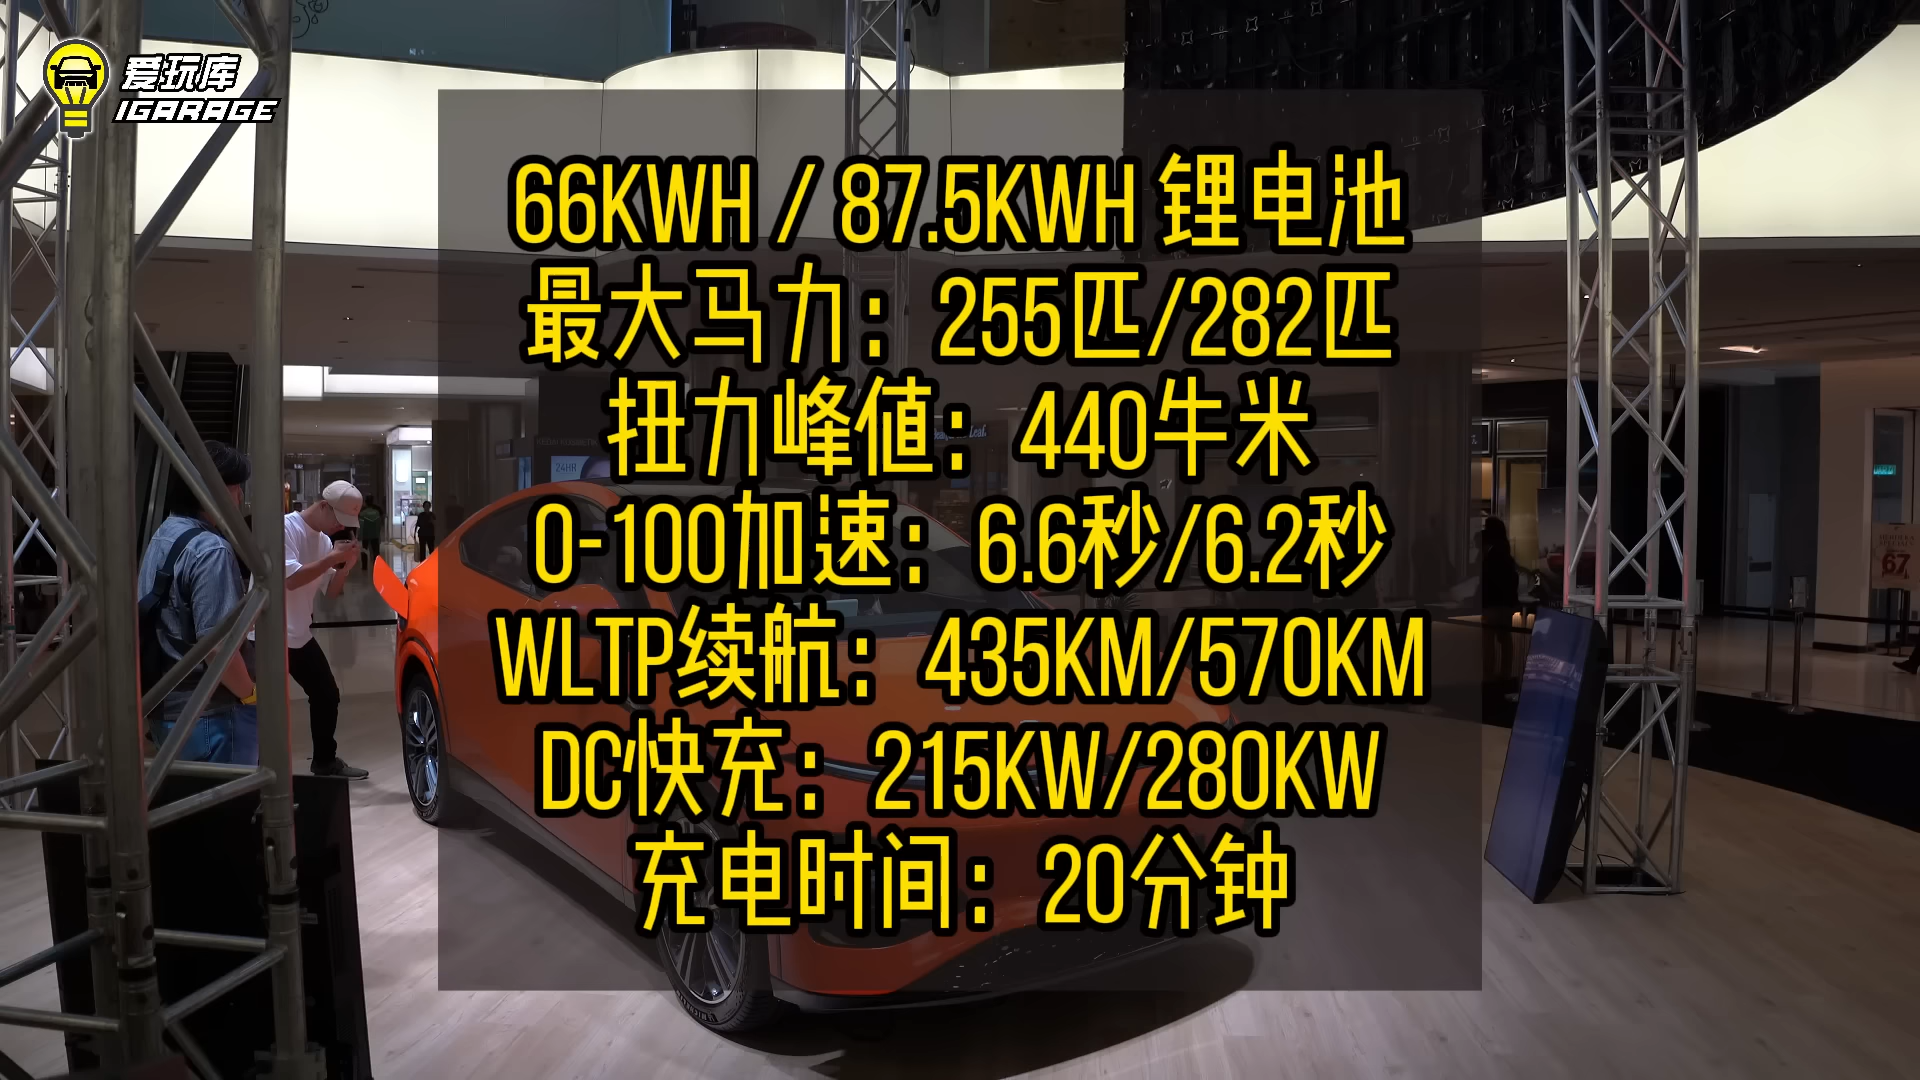 爱玩库
IGARAGE
66KWH / 87.5KWH 锂电池
最大马力：255匹/282匹
扭力峰值：440牛米
0-100加速：6.6秒/6.2秒
WLTP续航：435KM/570KM
DC快充：215KW/280KW
充电时间：20分钟
24HR
67